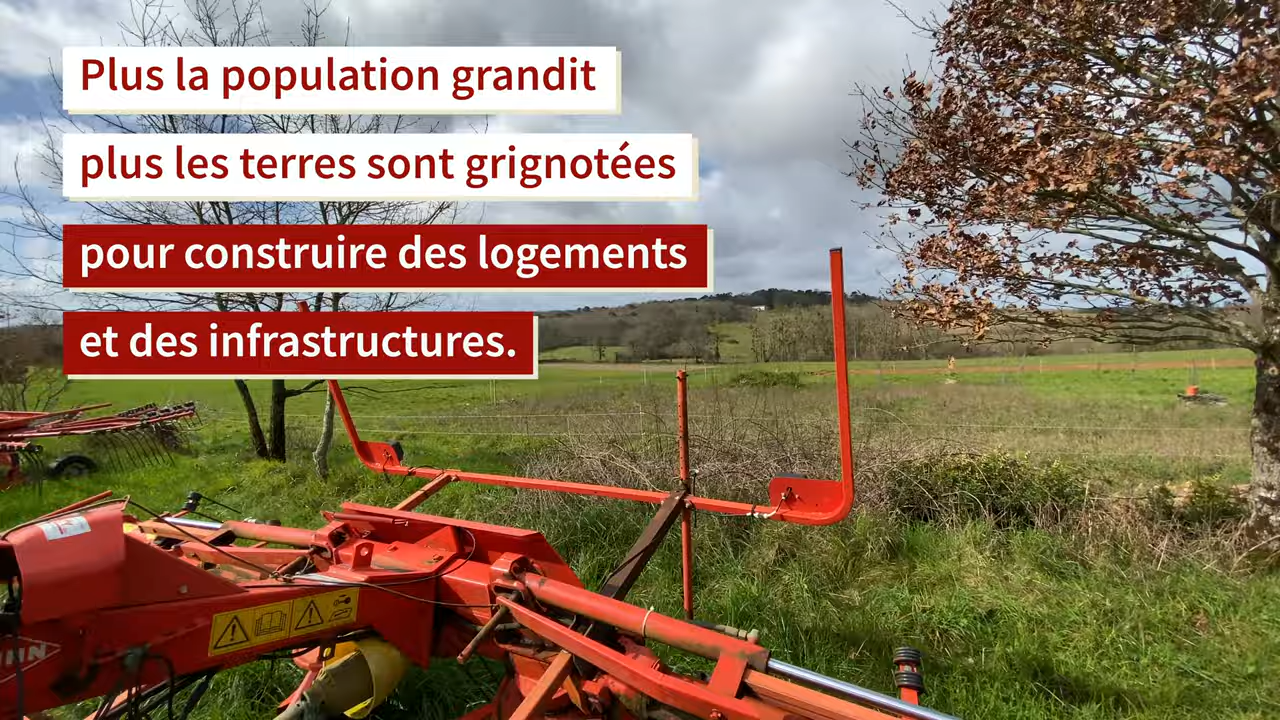 Plus la population grandit
plus les terres sont grignotées
pour construire des logements
et des infrastructures.